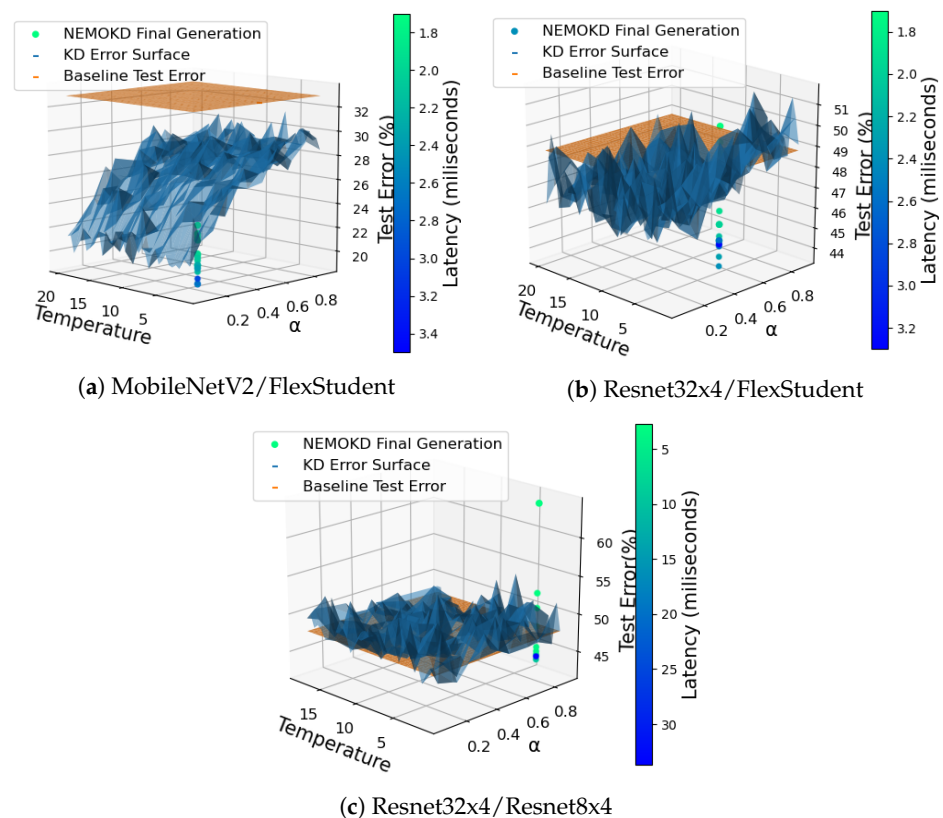 NEMOKD Final Generation
KD Error Surface
Baseline Test Error
32
30
28
26
24
22
20
Test Error (%)
20
15
10
5
Temperature
0.2
0.4
0.6
0.8
α
1.8
2.0
2.2
2.4
2.6
2.8
3.0
3.2
3.4
Latency (miliseconds)
(a) MobileNetV2/FlexStudent
NEMOKD Final Generation
KD Error Surface
Baseline Test Error
51
50
49
48
47
46
45
44
Test Error (%)
20
15
10
5
Temperature
0.2
0.4
0.6
0.8
α
1.8
2.0
2.2
2.4
2.6
2.8
3.0
3.2
Latency (miliseconds)
(b) Resnet32x4/FlexStudent
NEMOKD Final Generation
KD Error Surface
Baseline Test Error
60
55
50
45
Test Error(%)
15
10
5
Temperature
0.2
0.4
0.6
0.8
α
5
10
15
20
25
30
Latency (miliseconds)
(c) Resnet32x4/Resnet8x4